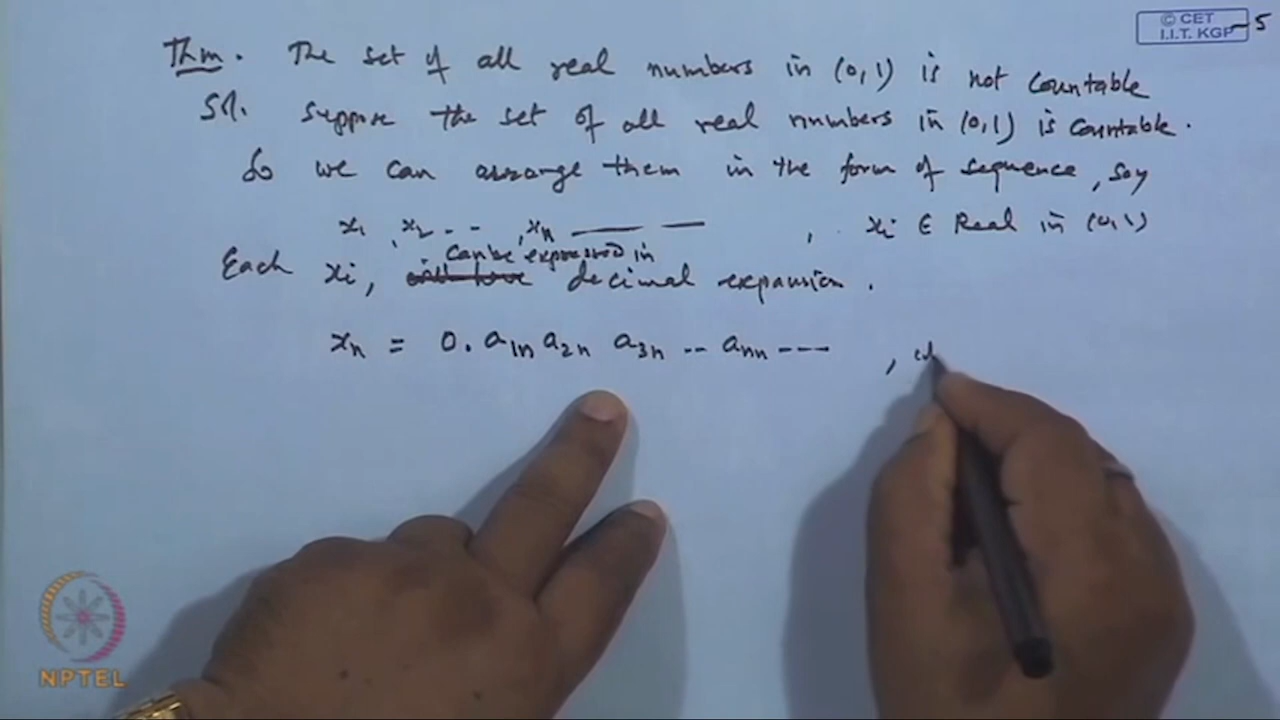 © CET
I.I.T. KGP
-5
Thm. The set of all real numbers in (0,1) is not countable
Suppose the set of all real numbers in (0,1) is countable.
So we can arrange them in the form of sequence, say
x₁, x₂ - - , xₙ —— — , xᵢ ∈ Real in (0,1)
can be expressed in
Each xᵢ, decimal expansion.
xₙ = 0. a₁ₙ a₂ₙ a₃ₙ -- aₙₙ --- ,
NPTEL